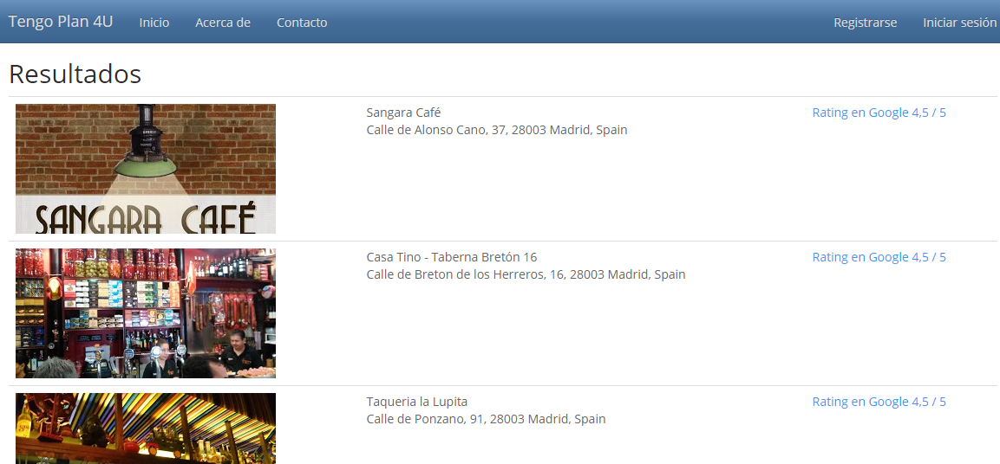 Tengo Plan 4U Inicio Acerca de Contacto Registrarse Iniciar sesión
Resultados
SANGARA CAFÉ
Sangara Café
Calle de Alonso Cano, 37, 28003 Madrid, Spain
Rating en Google 4,5 / 5
Casa Tino - Taberna Bretón 16
Calle de Breton de los Herreros, 16, 28003 Madrid, Spain
Rating en Google 4,5 / 5
Taqueria la Lupita
Calle de Ponzano, 91, 28003 Madrid, Spain
Rating en Google 4,5 / 5